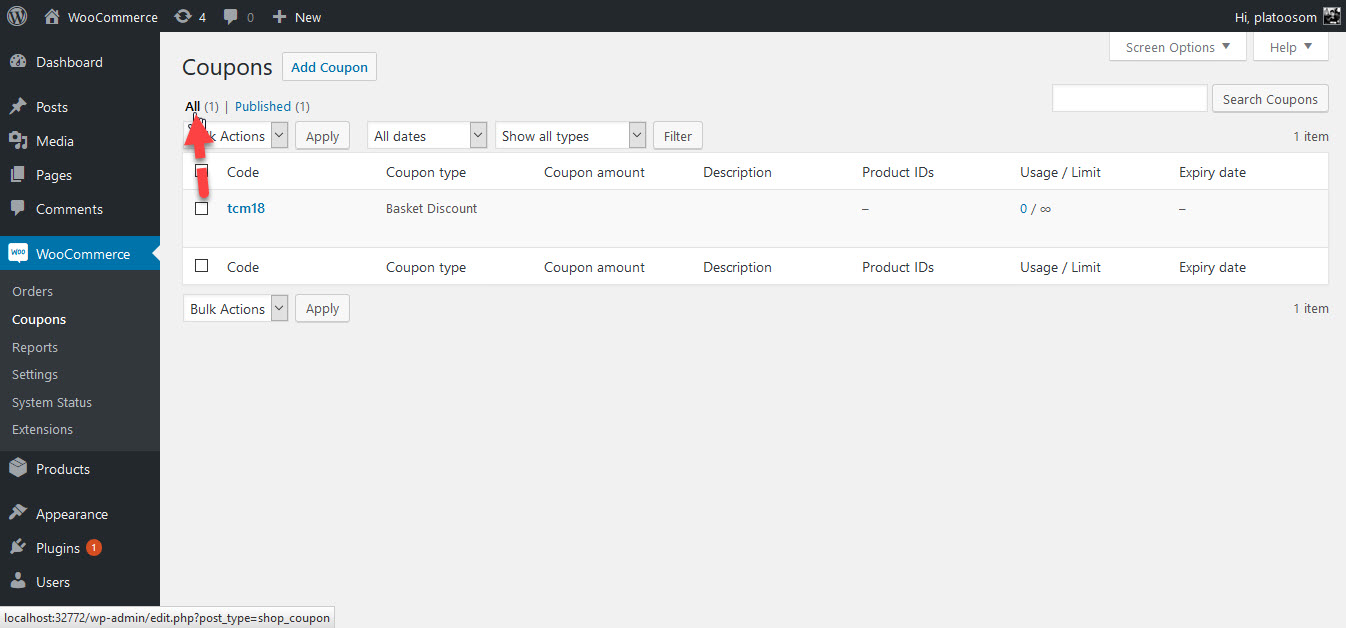 WooCommerce 4 0 New Hi, platoosom
Screen Options Help
Dashboard
Posts
Media
Pages
Comments
WOO WooCommerce
Orders
Coupons
Reports
Settings
System Status
Extensions
Products
Appearance
Plugins 1
Users
Coupons Add Coupon
All (1) | Published (1)
Search Coupons
Actions Apply All dates Show all types Filter 1 item
Code Coupon type Coupon amount Description Product IDs Usage / Limit Expiry date
tcm18 Basket Discount – 0 / ∞ –
Code Coupon type Coupon amount Description Product IDs Usage / Limit Expiry date
Bulk Actions Apply 1 item
localhost:32772/wp-admin/edit.php?post_type=shop_coupon